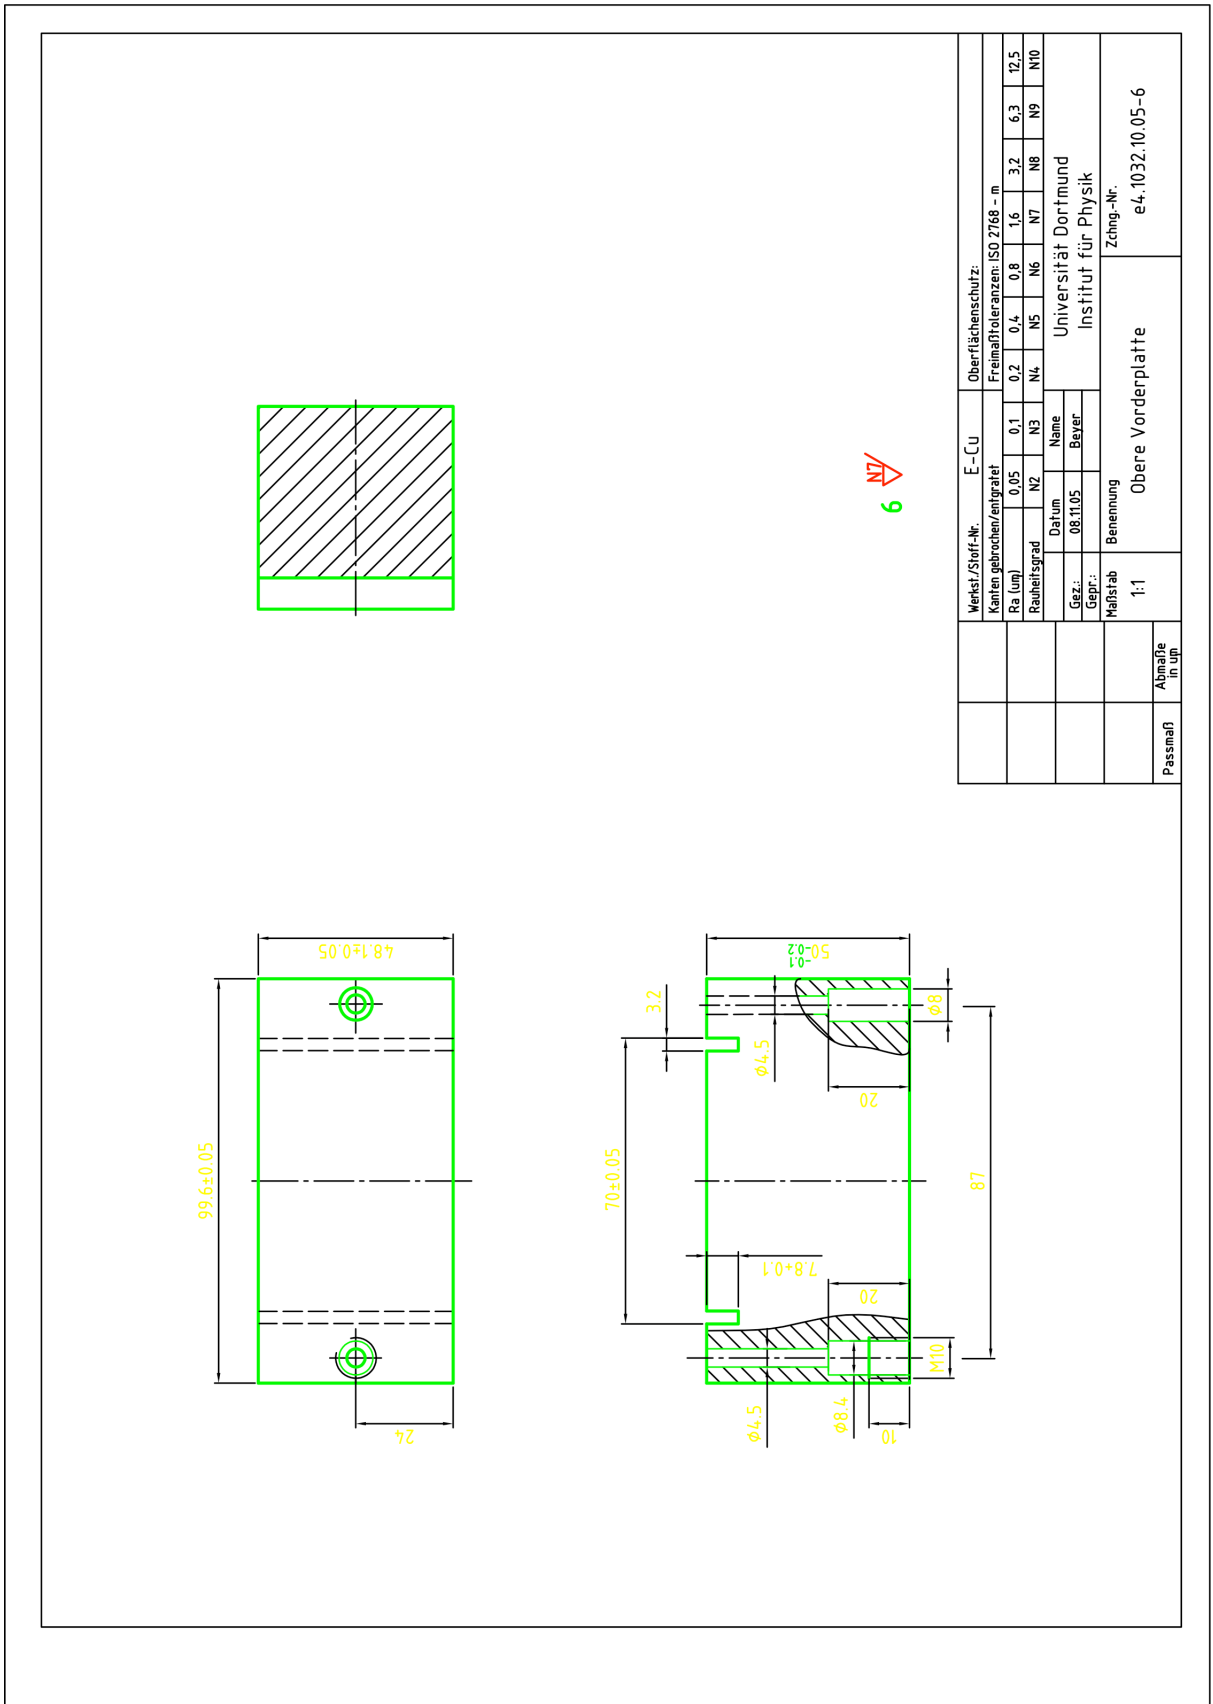 99.6±0.05
48.1±0.05
24
70±0.05
3.2
7.8+0.1
50-0.1
-0.2
Ø4.5
20
Ø8
87
20
Ø4.5
Ø8.4
10
M10
6
N7
Werkst./Stoff-Nr. E-Cu Oberflächenschutz:
Kanten gebrochen/entgratet Freimaßtoleranzen: ISO 2768 - m
Ra (um) 0,05 0,1 0,2 0,4 0,8 1,6 3,2 6,3 12,5
Rauheitsgrad N2 N3 N4 N5 N6 N7 N8 N9 N10
Datum Name
Gez.: 08.11.05 Beyer
Gepr.:
Universität Dortmund
Institut für Physik
Maßstab
1:1
Benennung
Obere Vorderplatte
Zchng.-Nr.
e4.1032.10.05-6
Passmaß
Abmaße
in um